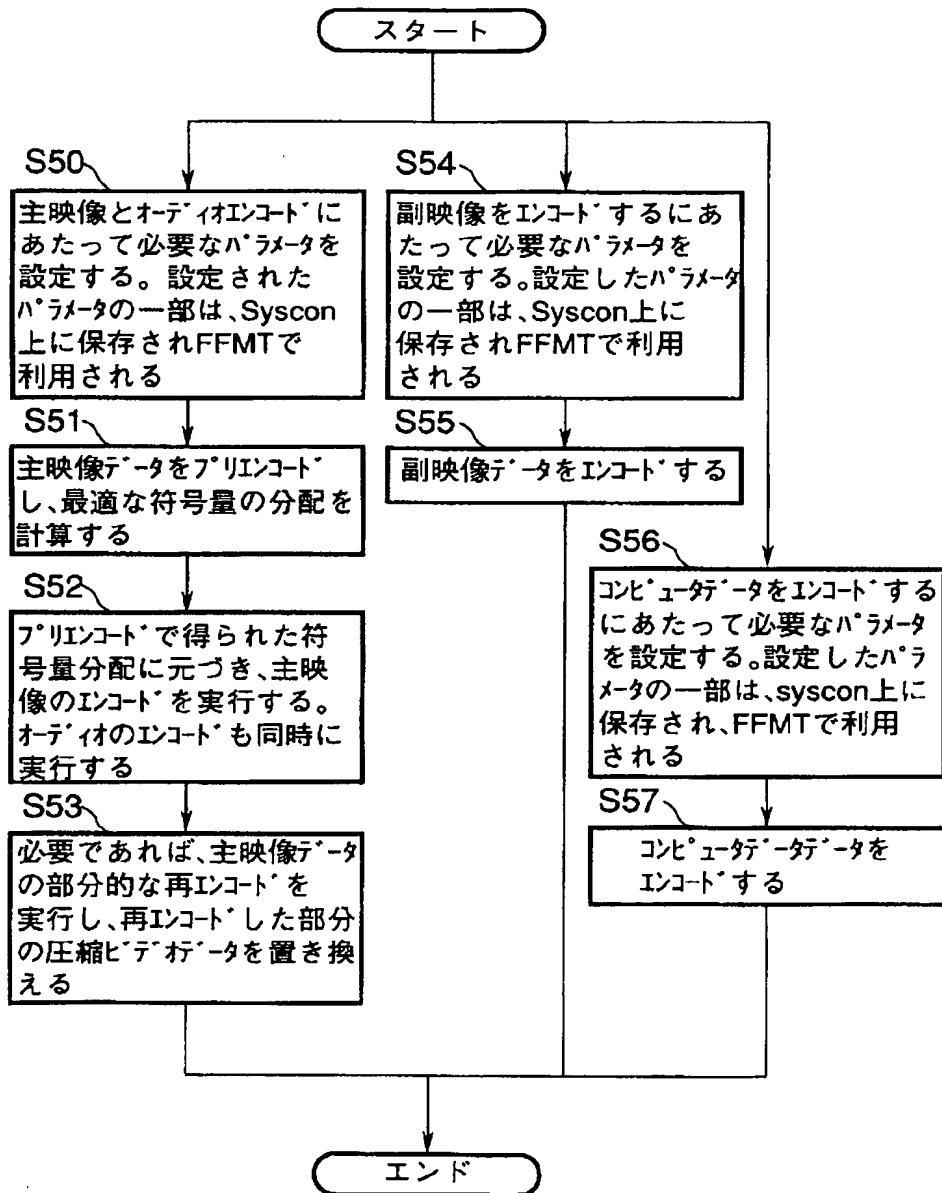 スタート
S50
主映像とオーディオエンコードに
あたって必要なパラメータを
設定する。設定された
パラメータの一部は、Syscon
上に保存されFFMTで
利用される
S51
主映像データをプリエンコード
し、最適な符号量の分配を
計算する
S52
プリエンコードで得られた符
号量分配に元づき、主映
像のエンコードを実行する。
オーディオのエンコードも同時に
実行する
S53
必要であれば、主映像データ
の部分的な再エンコードを
実行し、再エンコードした部分
の圧縮ビデオデータを置き換
える
S54
副映像をエンコードするにあ
たって必要なパラメータを
設定する。設定したパラメータ
の一部は、Syscon上に
保存されFFMTで利用
される
S55
副映像データをエンコードする
S56
コンピュータデータをエンコードする
にあたって必要なパラメータ
を設定する。設定したパラ
メータの一部は、syscon上に
保存され、FFMTで利用
される
S57
コンピュータデータデータを
エンコードする
エンド